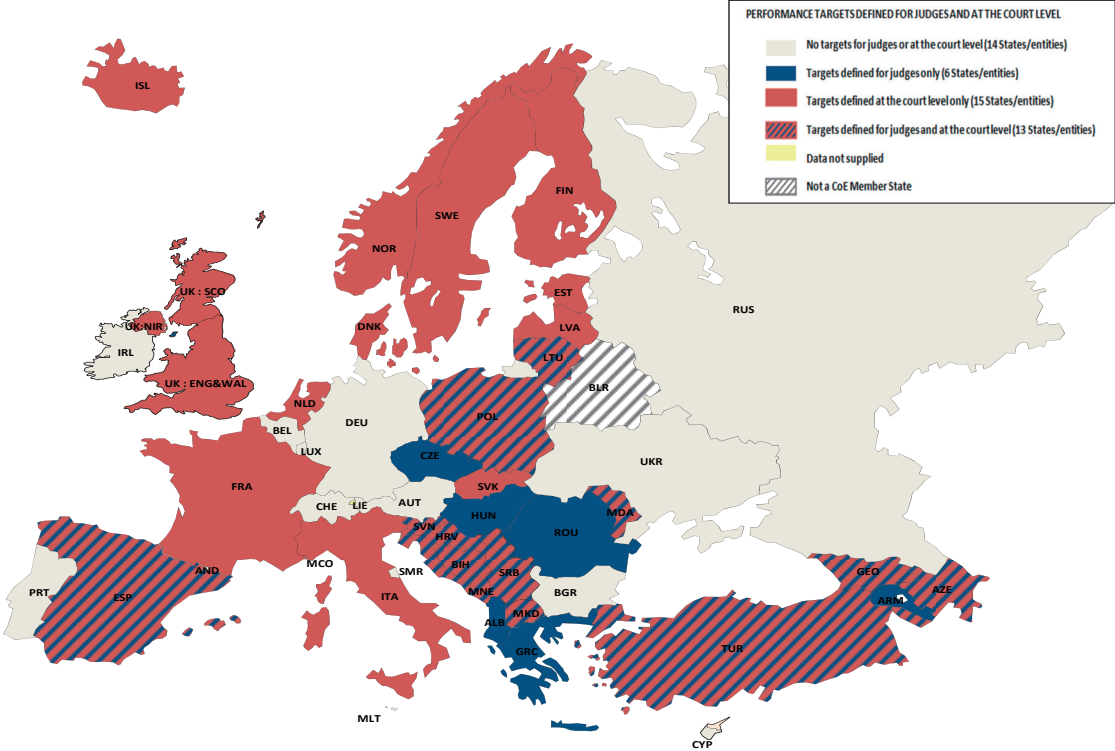 PERFORMANCE TARGETS DEFINED FOR JUDGES AND AT THE COURT LEVEL
No targets for judges or at the court level (14 States/entities)
Targets defined for judges only (6 States/entities)
Targets defined at the court level only (15 States/entities)
Targets defined for judges and at the court level (13 States/entities)
Data not supplied
Not a CoE Member State
ISL
FIN
SWE
NOR
UK : SCO
EST
RUS
UK:NIR
DNK
LVA
IRL
LTU
UK : ENG&WAL
BLR
NLD
POL
DEU
BEL
LUX
CZE
UKR
FRA
SVK
CHE
LIE
AUT
HUN
MDA
SVN
ROU
HRV
MCO
BIH
AND
SMR
SRB
GEO
PRT
ESP
ITA
MNE
BGR
AZE
ARM
MKD
ALB
GRC
TUR
MLT
CYP